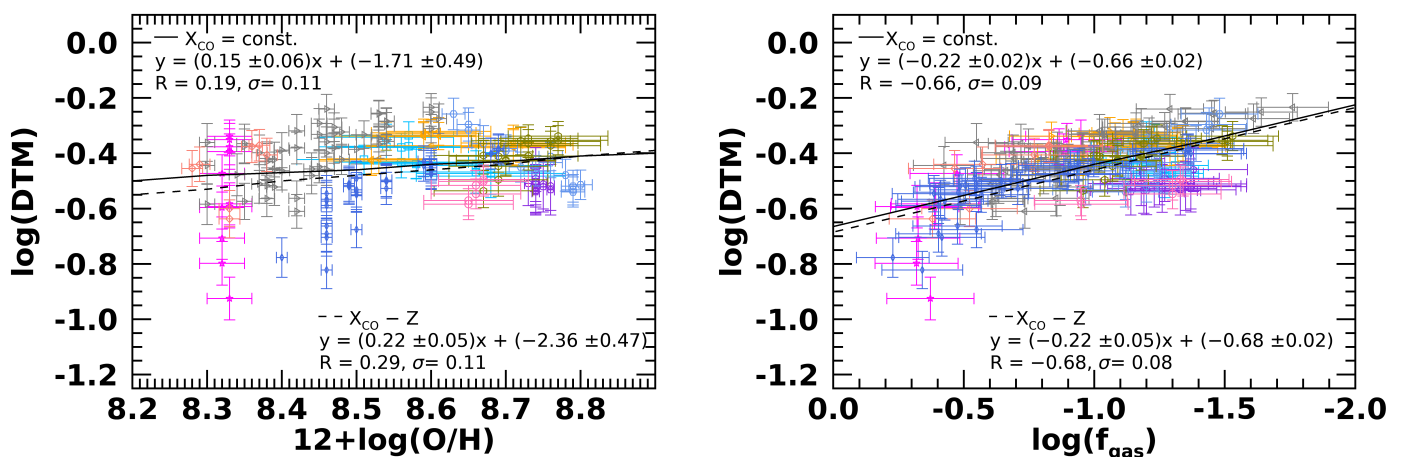 X_CO = const.
y = (0.15 ±0.06)x + (−1.71 ±0.49)
R = 0.19, σ= 0.11
X_CO − Z
y = (0.22 ±0.05)x + (−2.36 ±0.47)
R = 0.29, σ= 0.11
log(DTM)
0.0
-0.2
-0.4
-0.6
-0.8
-1.0
-1.2
8.2 8.3 8.4 8.5 8.6 8.7 8.8
12+log(O/H)
X_CO = const.
y = (−0.22 ±0.02)x + (−0.66 ±0.02)
R = −0.66, σ= 0.09
X_CO − Z
y = (−0.22 ±0.05)x + (−0.68 ±0.02)
R = −0.68, σ= 0.08
log(DTM)
0.0
-0.2
-0.4
-0.6
-0.8
-1.0
-1.2
0.0 -0.5 -1.0 -1.5 -2.0
log(f_gas)